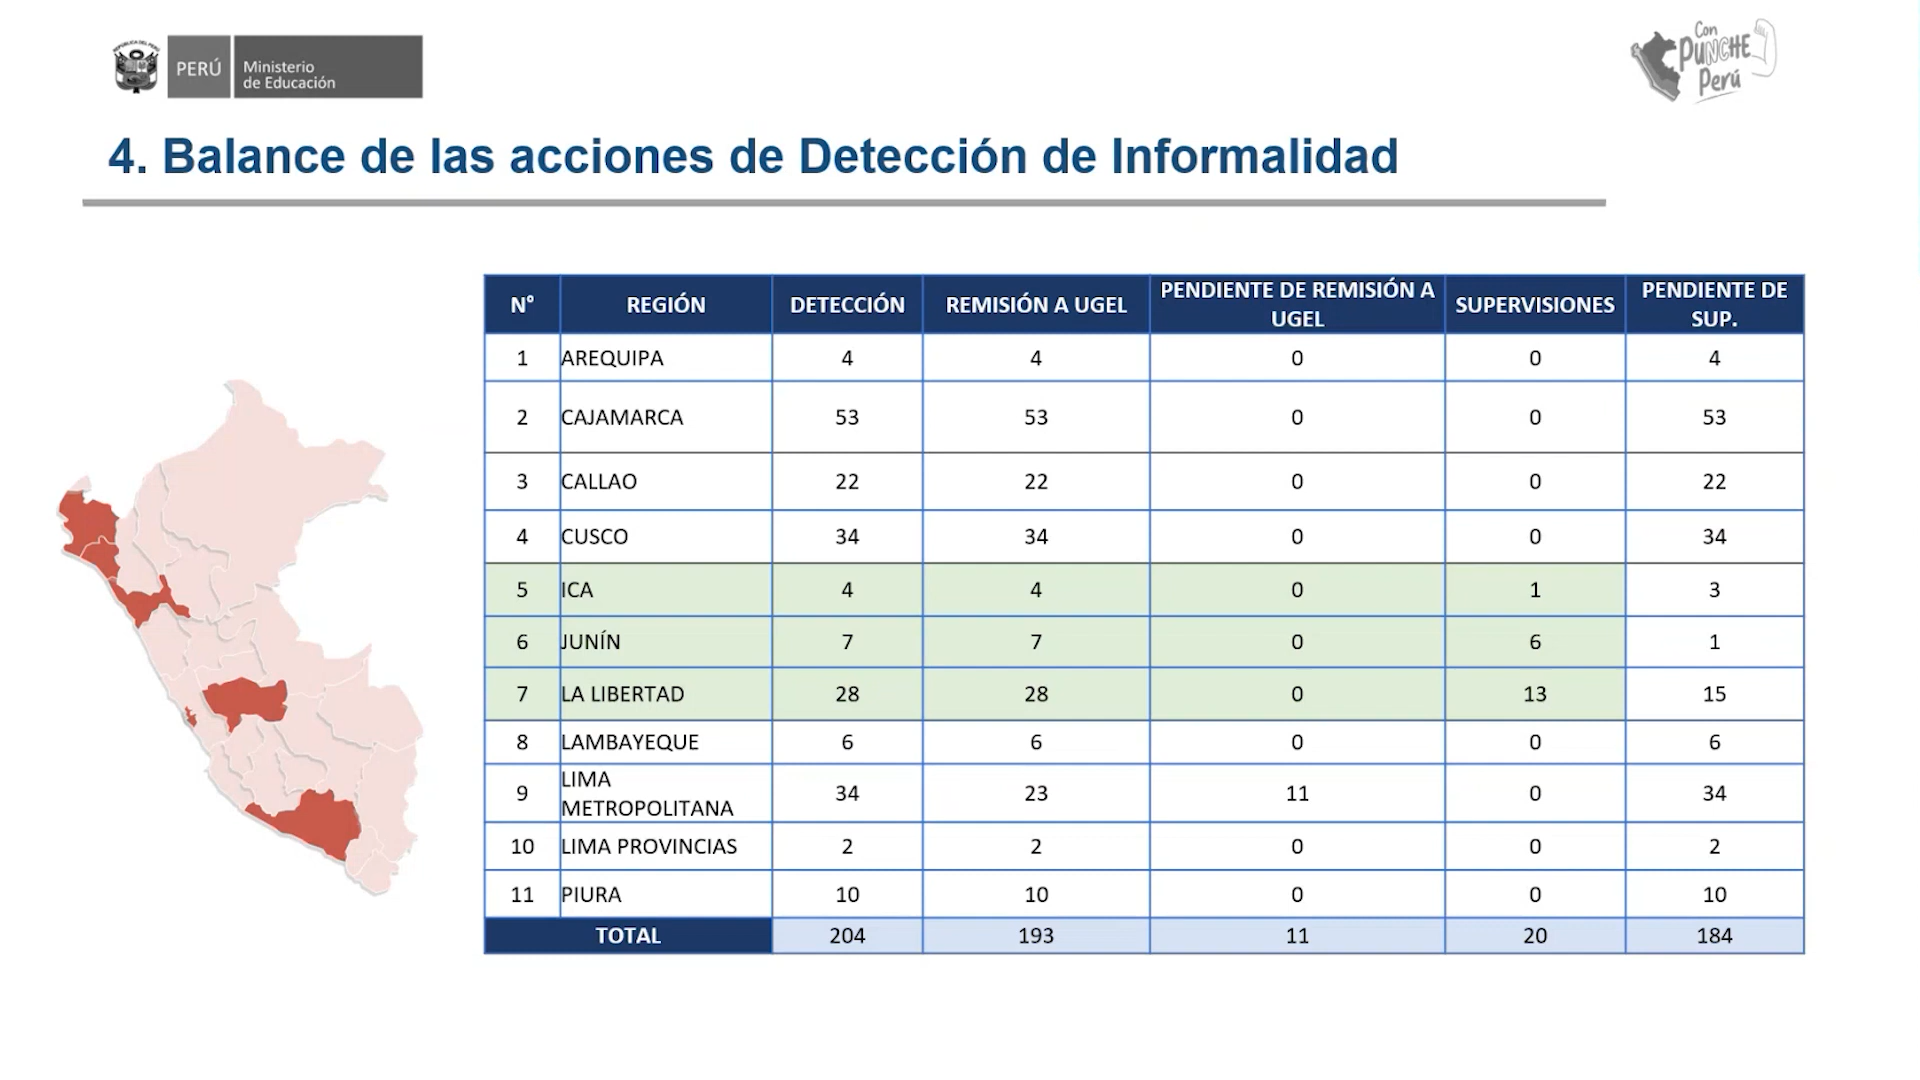 REPÚBLICA DEL PERÚ
PERÚ
Ministerio
de Educación
Con
PUNCHE
Perú
4. Balance de las acciones de Detección de Informalidad
N° REGIÓN DETECCIÓN REMISIÓN A UGEL PENDIENTE DE REMISIÓN A UGEL SUPERVISIONES PENDIENTE DE SUP.
1 AREQUIPA 4 4 0 0 4
2 CAJAMARCA 53 53 0 0 53
3 CALLAO 22 22 0 0 22
4 CUSCO 34 34 0 0 34
5 ICA 4 4 0 1 3
6 JUNÍN 7 7 0 6 1
7 LA LIBERTAD 28 28 0 13 15
8 LAMBAYEQUE 6 6 0 0 6
9 LIMA METROPOLITANA 34 23 11 0 34
10 LIMA PROVINCIAS 2 2 0 0 2
11 PIURA 10 10 0 0 10
TOTAL 204 193 11 20 184